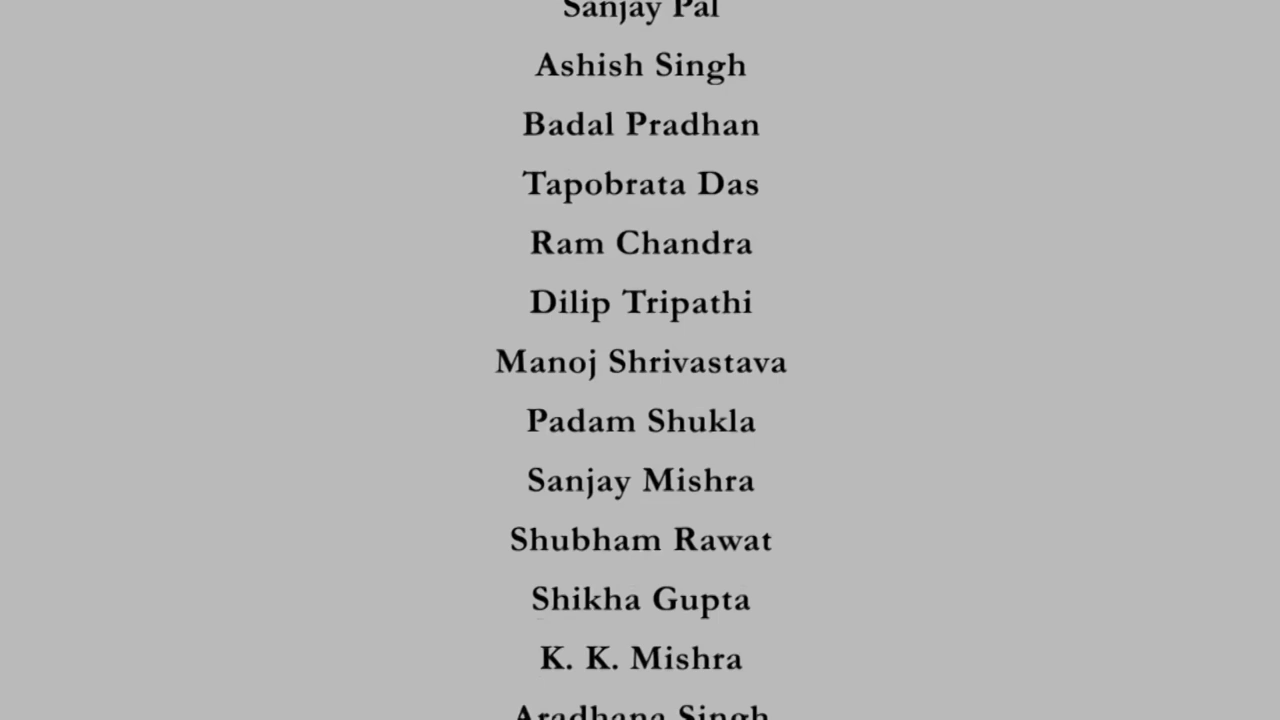 Sanjay Pal
Ashish Singh
Badal Pradhan
Tapobrata Das
Ram Chandra
Dilip Tripathi
Manoj Shrivastava
Padam Shukla
Sanjay Mishra
Shubham Rawat
Shikha Gupta
K. K. Mishra
Aradhana Singh